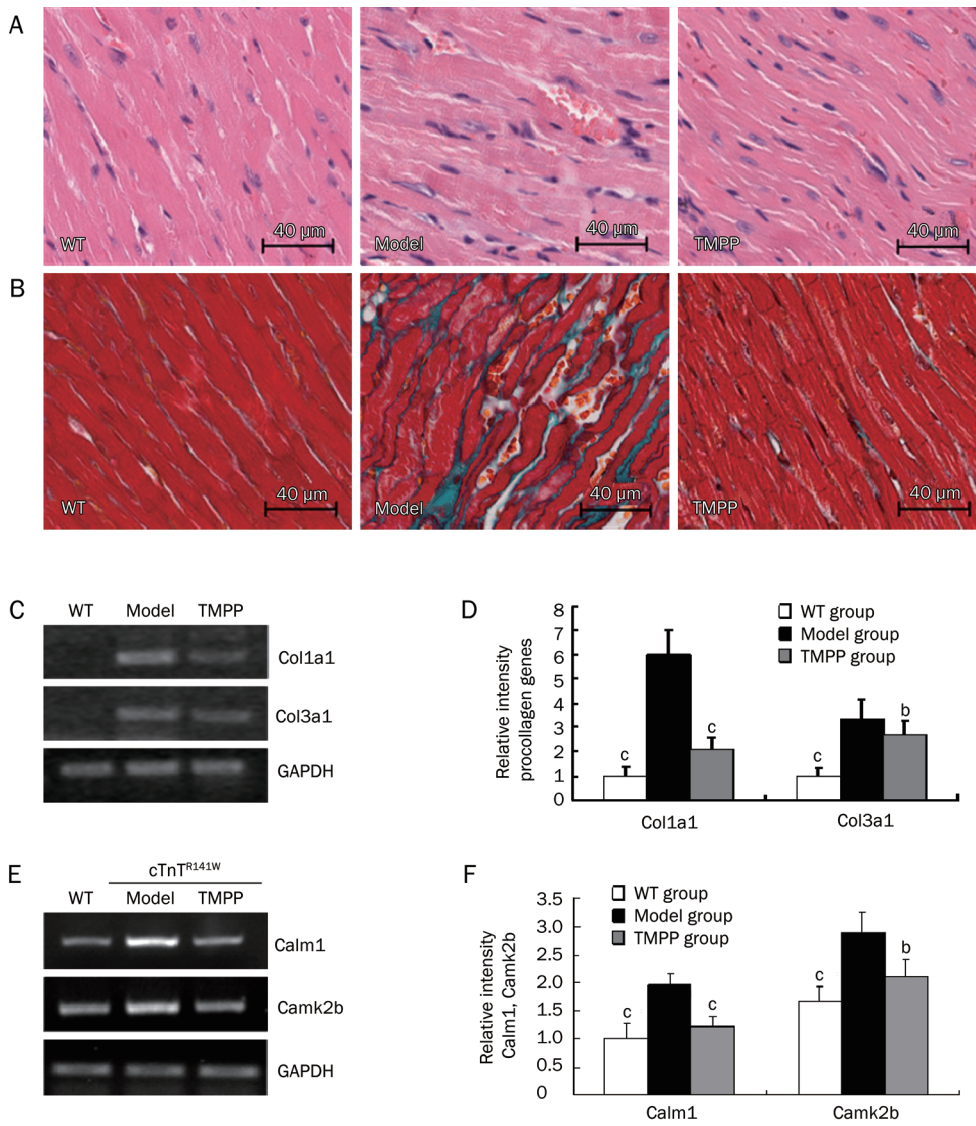 A
WT
40 µm
Model
40 µm
TMPP
40 µm
B
WT
40 µm
Model
40 µm
TMPP
40 µm
C
WT Model TMPP
Col1a1
Col3a1
GAPDH
D
Relative intensity
procollagen genes
8
7
6
5
4
3
2
1
0
WT group
Model group
TMPP group
c
c
c
b
Col1a1
Col3a1
E
cTnTR141W
WT Model TMPP
Calm1
Camk2b
GAPDH
F
Relative intensity
Calm1, Camk2b
3.5
3.0
2.5
2.0
1.5
1.0
0.5
0
WT group
Model group
TMPP group
c
c
c
b
Calm1
Camk2b